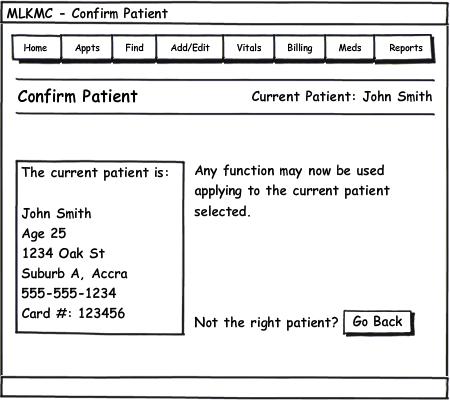 MLKMC - Confirm Patient
Home Appts Find Add/Edit Vitals Billing Meds Reports
Confirm Patient Current Patient: John Smith
The current patient is:
John Smith
Age 25
1234 Oak St
Suburb A, Accra
555-555-1234
Card #: 123456
Any function may now be used
applying to the current patient
selected.
Not the right patient? Go Back